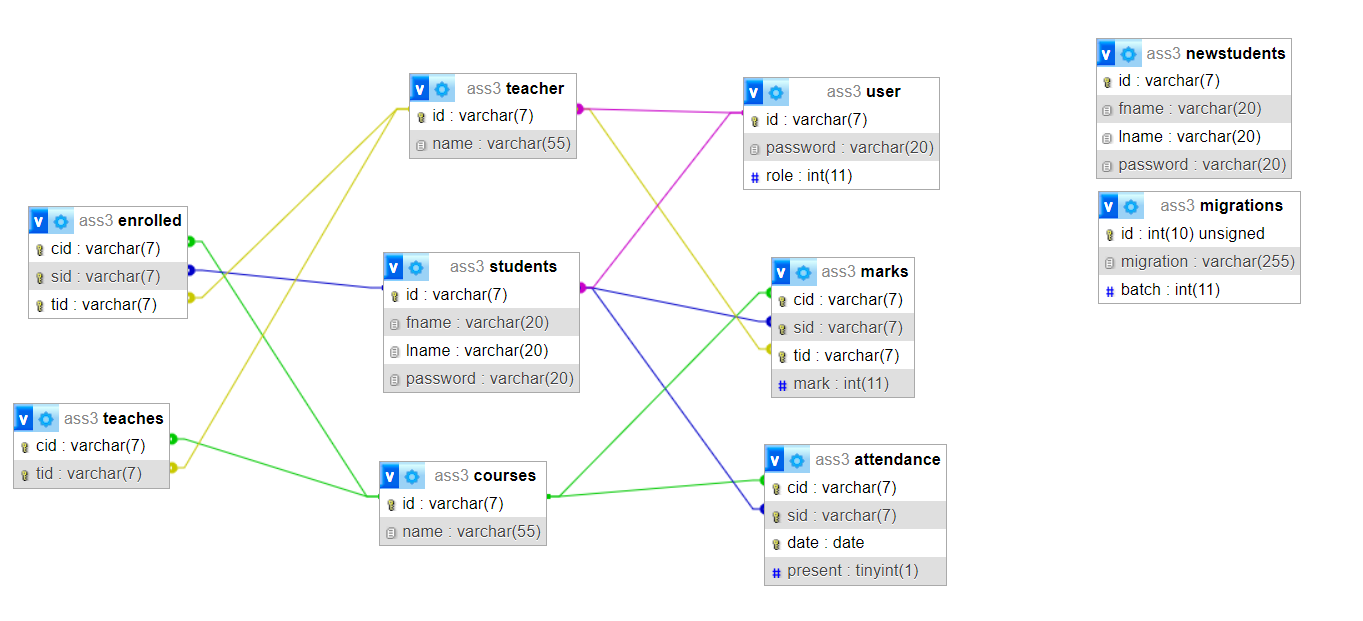 v ass3 teacher
id : varchar(7)
name : varchar(55)
v ass3 user
id : varchar(7)
password : varchar(20)
# role : int(11)
v ass3 newstudents
id : varchar(7)
fname : varchar(20)
lname : varchar(20)
password : varchar(20)
v ass3 migrations
id : int(10) unsigned
migration : varchar(255)
# batch : int(11)
v ass3 enrolled
cid : varchar(7)
sid : varchar(7)
tid : varchar(7)
v ass3 students
id : varchar(7)
fname : varchar(20)
lname : varchar(20)
password : varchar(20)
v ass3 marks
cid : varchar(7)
sid : varchar(7)
tid : varchar(7)
# mark : int(11)
v ass3 teaches
cid : varchar(7)
tid : varchar(7)
v ass3 courses
id : varchar(7)
name : varchar(55)
v ass3 attendance
cid : varchar(7)
sid : varchar(7)
date : date
# present : tinyint(1)